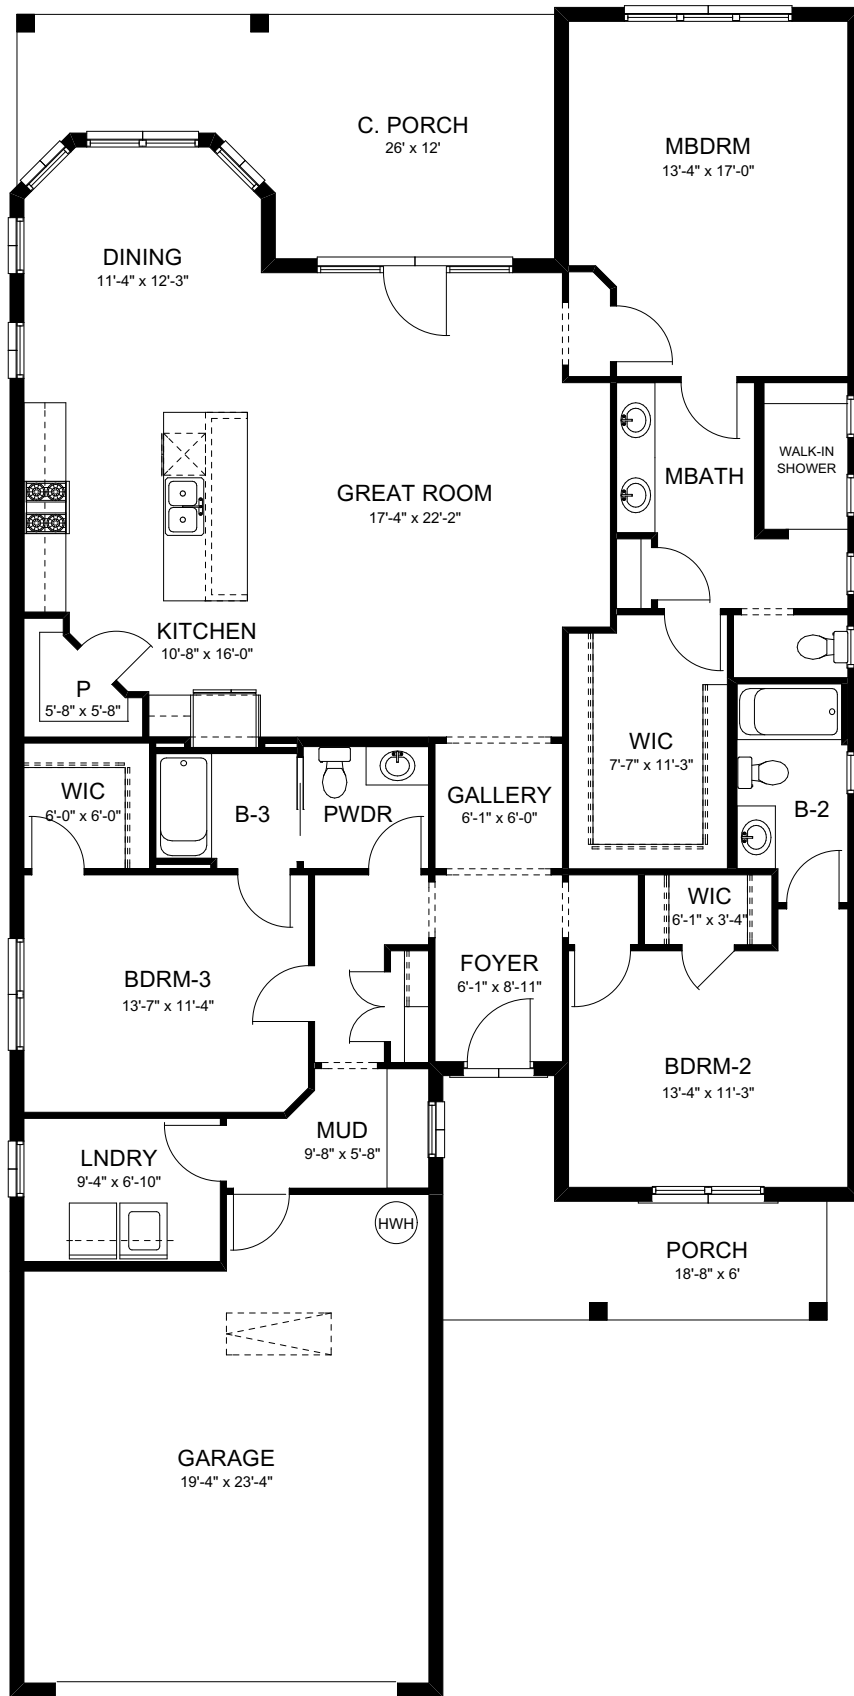 C. PORCH
26' x 12'
MBDRM
13'-4" x 17'-0"
DINING
11'-4" x 12'-3"
WALK-IN
SHOWER
MBATH
GREAT ROOM
17'-4" x 22'-2"
KITCHEN
10'-8" x 16'-0"
P
5'-8" x 5'-8"
WIC
7'-7" x 11'-3"
WIC
6'-0" x 6'-0"
B-3
PWDR
GALLERY
6'-1" x 6'-0"
B-2
WIC
6'-1" x 3'-4"
FOYER
6'-1" x 8'-11"
BDRM-3
13'-7" x 11'-4"
BDRM-2
13'-4" x 11'-3"
MUD
9'-8" x 5'-8"
LNDRY
9'-4" x 6'-10"
HWH
PORCH
18'-8" x 6'
GARAGE
19'-4" x 23'-4"